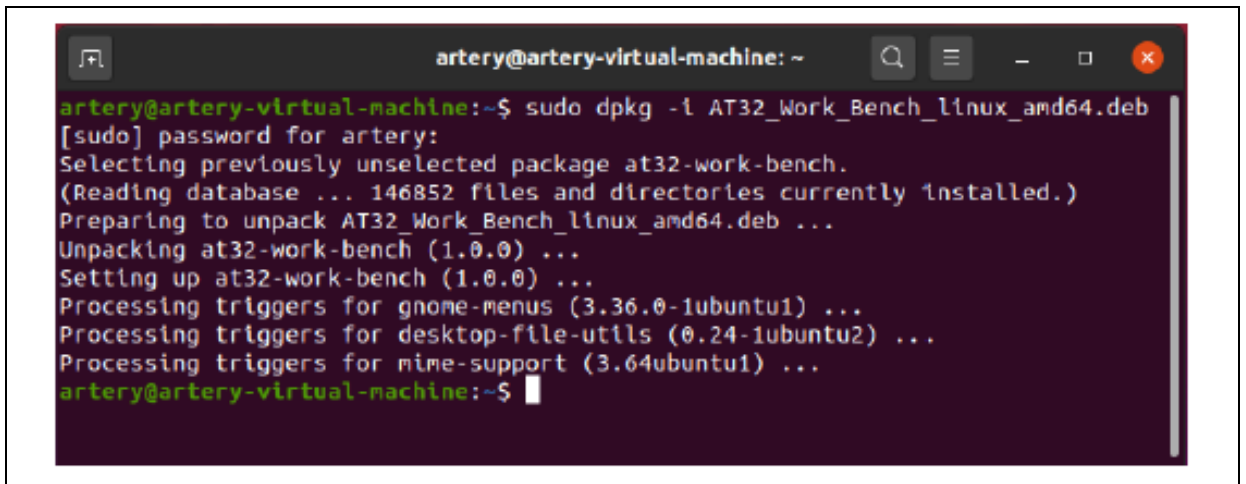 artery@artery-virtual-machine: ~
artery@artery-virtual-machine:~$ sudo dpkg -i AT32_Work_Bench_linux_amd64.deb
[sudo] password for artery:
Selecting previously unselected package at32-work-bench.
(Reading database ... 146852 files and directories currently installed.)
Preparing to unpack AT32_Work_Bench_linux_amd64.deb ...
Unpacking at32-work-bench (1.0.0) ...
Setting up at32-work-bench (1.0.0) ...
Processing triggers for gnome-menus (3.36.0-1ubuntu1) ...
Processing triggers for desktop-file-utils (0.24-1ubuntu2) ...
Processing triggers for mime-support (3.64ubuntu1) ...
artery@artery-virtual-machine:~$